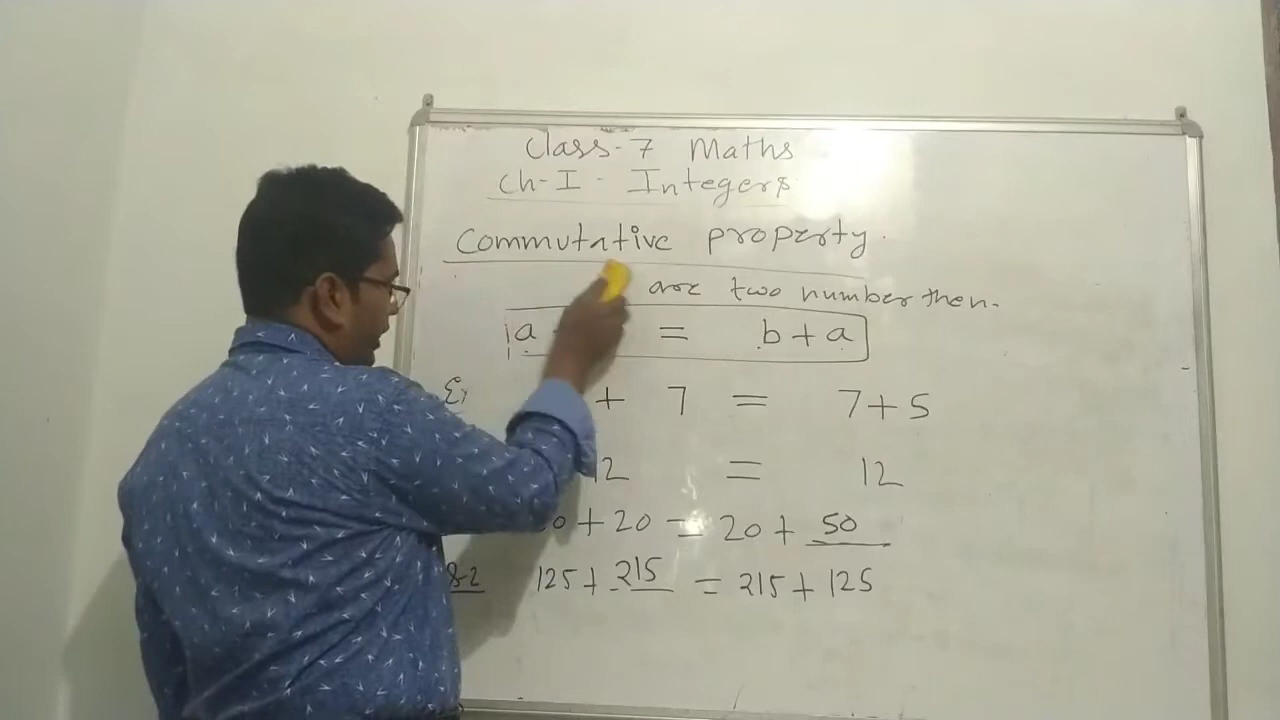 Class-7 Maths
Ch-I - Integers
Commutative property.
are two number then.
a = b+a
Ex + 7 = 7+5
12 = 12
+20 = 20+ 50
125+ 215 = 215+125